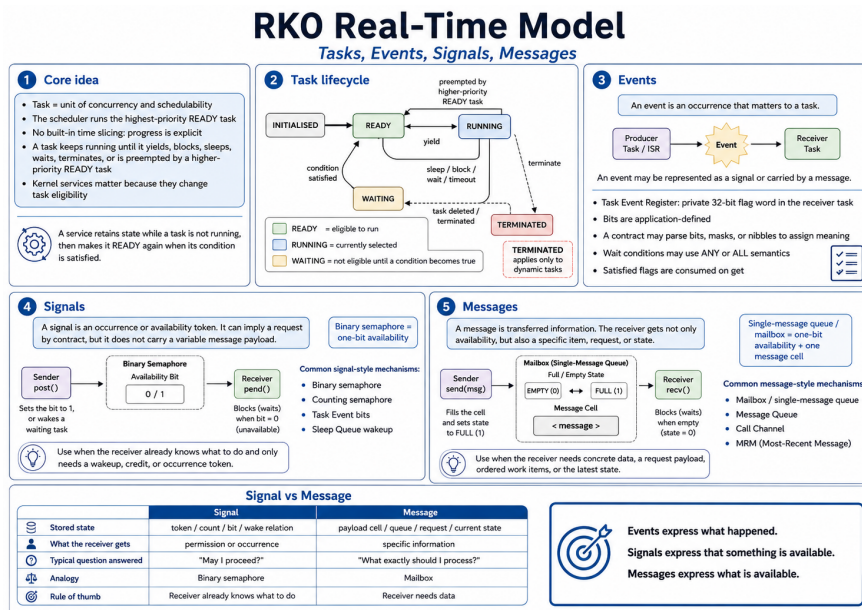 RK0 Real-Time Model
Tasks, Events, Signals, Messages
1 Core idea
• Task = unit of concurrency and schedulability
• The scheduler runs the highest-priority READY task
• No built-in time slicing: progress is explicit
• A task keeps running until it yields, blocks, sleeps,
waits, terminates, or is preempted by a higher-
priority READY task
• Kernel services matter because they change
task eligibility
A service retains state while a task is not running,
then makes it READY again when its condition
is satisfied.
2 Task lifecycle
preempted by
higher-priority
READY task
INITIALISED
READY
RUNNING
yield
condition
satisfied
sleep / block /
wait / timeout
terminate
WAITING
task deleted /
terminated
TERMINATED
READY = eligible to run
RUNNING = currently selected
WAITING = not eligible until a condition becomes true
TERMINATED
applies only to
dynamic tasks
3 Events
An event is an occurrence that matters to a task.
Producer
Task / ISR
Event
Receiver
Task
An event may be represented as a signal or carried by a message.
• Task Event Register: private 32-bit flag word in the receiver task
• Bits are application-defined
• A contract may parse bits, masks, or nibbles to assign meaning
• Wait conditions may use ANY or ALL semantics
• Satisfied flags are consumed on get
4 Signals
A signal is an occurrence or availability token. It can imply a request
by contract, but it does not carry a variable message payload.
Binary semaphore =
one-bit availability
Sender
post()
Binary Semaphore
Availability Bit
0 / 1
Receiver
pend()
Sets the bit to 1,
or wakes a
waiting task
Blocks (waits)
when bit = 0
(unavailable)
Common signal-style mechanisms:
• Binary semaphore
• Counting semaphore
• Task Event bits
• Sleep Queue wakeup
Use when the receiver already knows what to do and only
needs a wakeup, credit, or occurrence token.
5 Messages
A message is transferred information. The receiver gets not only
availability, but also a specific item, request, or state.
Single-message queue /
mailbox = one-bit
availability + one
message cell
Sender
send(msg)
Mailbox (Single-Message Queue)
Full / Empty State
EMPTY (0)
FULL (1)
Message Cell
< message >
Receiver
recv()
Fills the cell
and sets state
to FULL (1)
Blocks (waits)
when empty
(state = 0)
Common message-style mechanisms:
• Mailbox / single-message queue
• Message Queue
• Call Channel
• MRM (Most-Recent Message)
Use when the receiver needs concrete data, a request payload,
ordered work items, or the latest state.
Signal vs Message
Signal Message
Stored state token / count / bit / wake relation payload cell / queue / request / current state
What the receiver gets permission or occurrence specific information
Typical question answered "May I proceed?" "What exactly should I process?"
Analogy Binary semaphore Mailbox
Rule of thumb Receiver already knows what to do Receiver needs data
Events express what happened.
Signals express that something is available.
Messages express what is available.